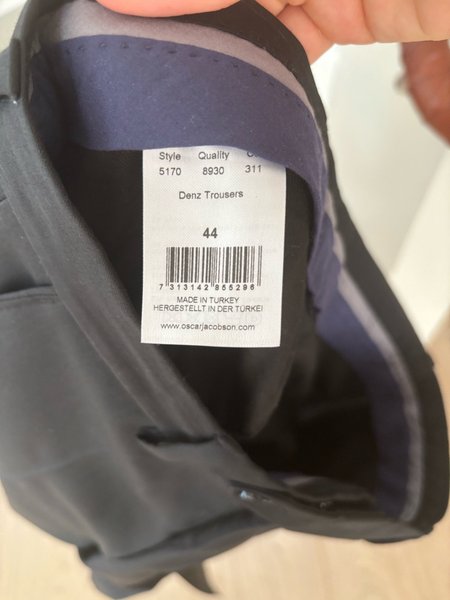 Style Quality
5170 8930 311
Denz Trousers
44
7 313142 955296
MADE IN TURKEY
HERGESTELLT IN DER TÜRKEI
www.oscarjacobson.com